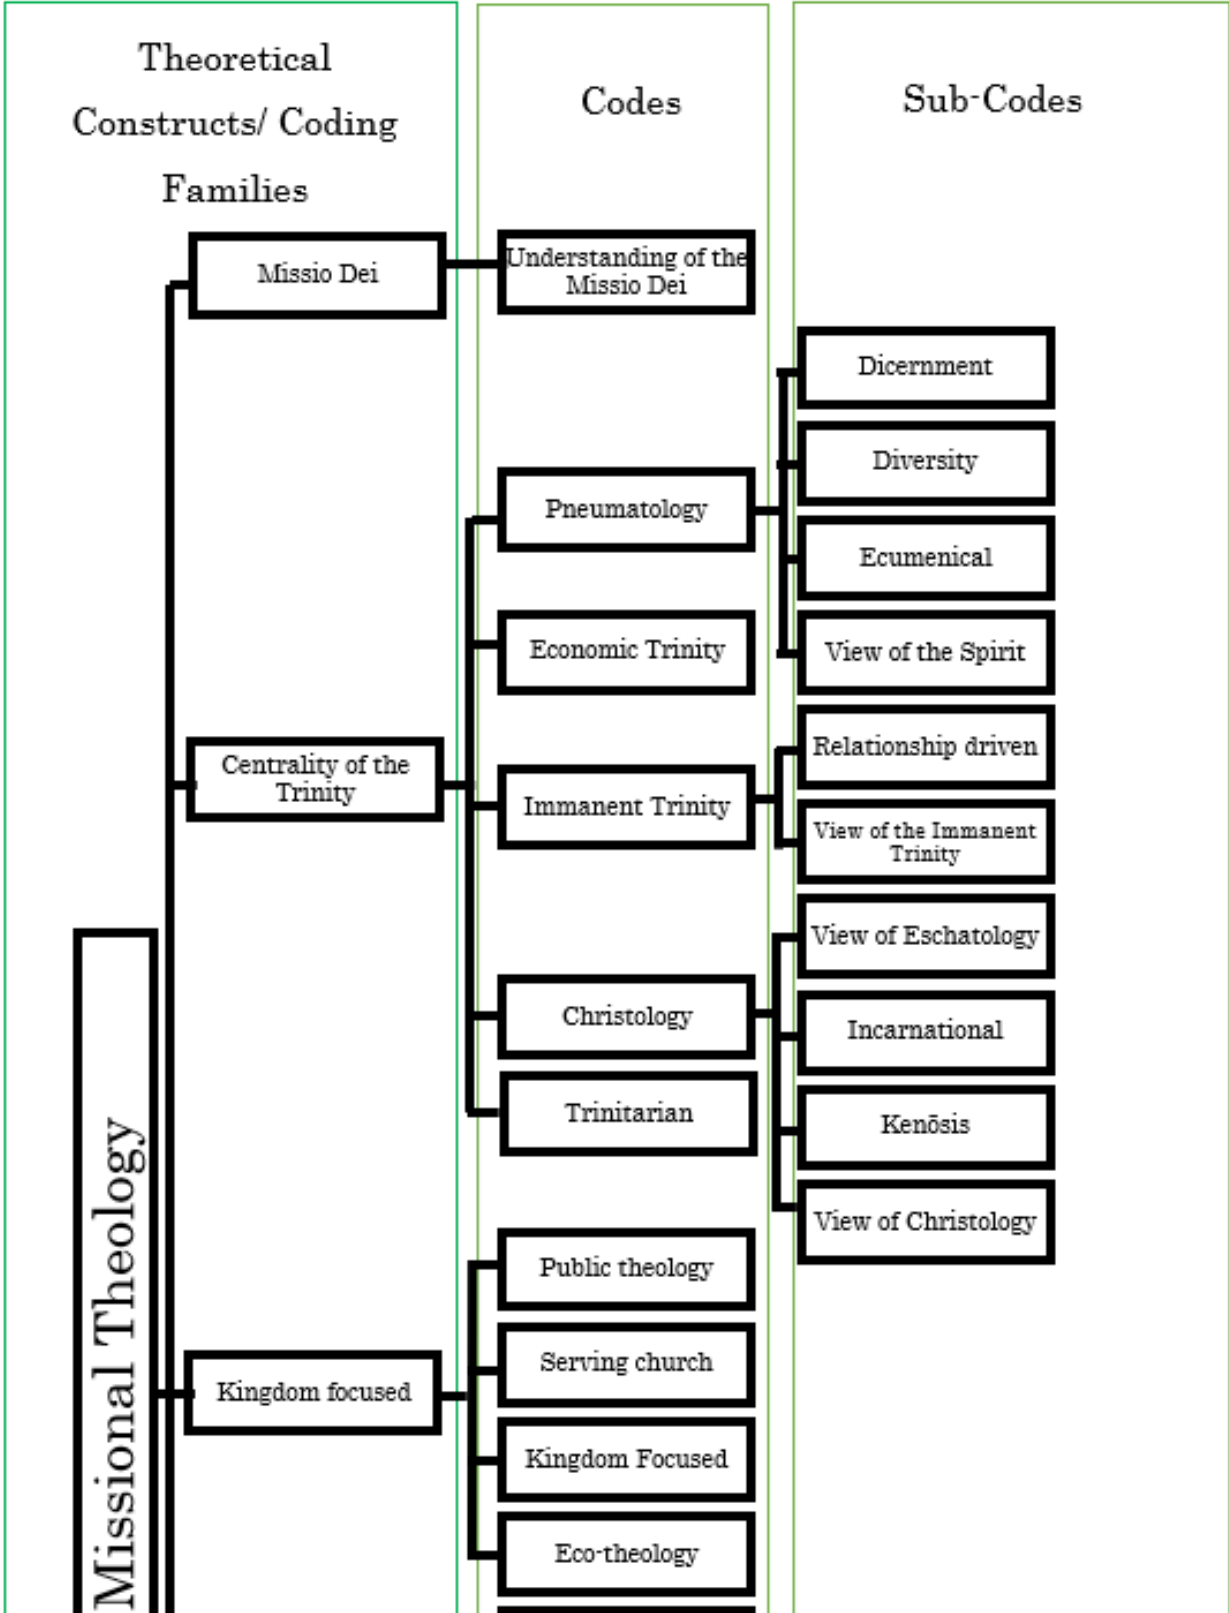 Theoretical
Constructs/ Coding
Families
Codes
Sub-Codes
Missio Dei
Understanding of the
Missio Dei
Dicernment
Diversity
Pneumatology
Ecumenical
Economic Trinity
View of the Spirit
Centrality of the
Trinity
Immanent Trinity
Relationship driven
View of the Immanent
Trinity
View of Eschatology
Christology
Incarnational
Trinitarian
Kenōsis
View of Christology
Missional Theology
Public theology
Serving church
Kingdom focused
Kingdom Focused
Eco-theology